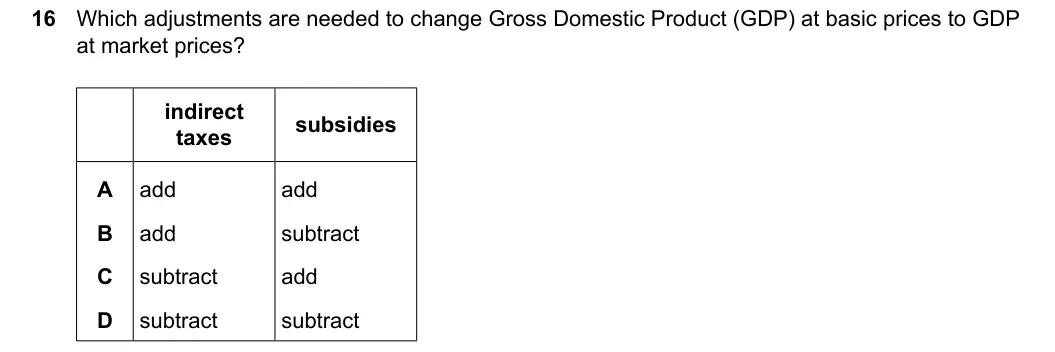 16 Which adjustments are needed to change Gross Domestic Product (GDP) at basic prices to GDP
at market prices?
indirect
taxes
subsidies
A add add
B add subtract
C subtract add
D subtract subtract